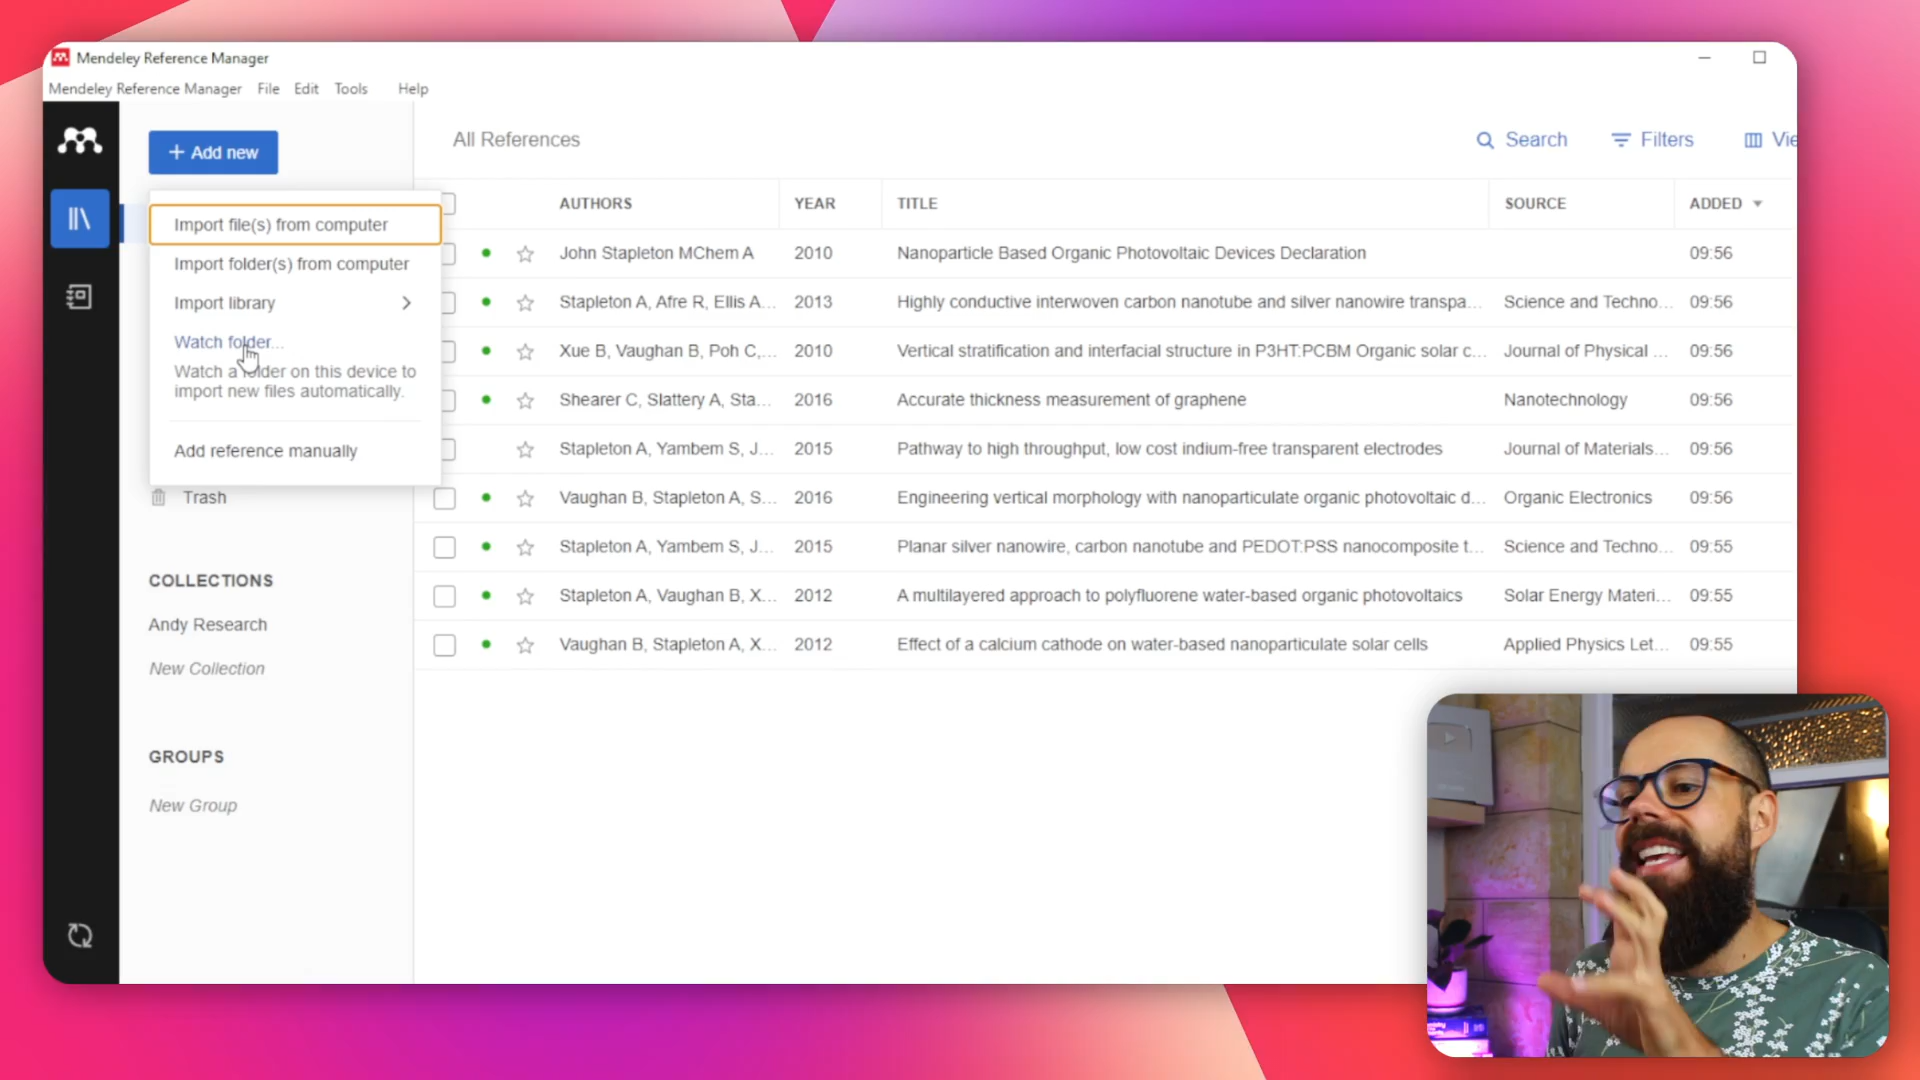 Mendeley Reference Manager
Mendeley Reference Manager File Edit Tools Help
+ Add new
Import file(s) from computer
Import folder(s) from computer
Import library
Watch folder...
Watch a folder on this device to
import new files automatically.
Add reference manually
Trash
COLLECTIONS
Andy Research
New Collection
GROUPS
New Group
All References
Search Filters Vie
AUTHORS YEAR TITLE SOURCE ADDED
John Stapleton MChem A 2010 Nanoparticle Based Organic Photovoltaic Devices Declaration 09:56
Stapleton A, Afre R, Ellis A... 2013 Highly conductive interwoven carbon nanotube and silver nanowire transpa... Science and Techno... 09:56
Xue B, Vaughan B, Poh C,... 2010 Vertical stratification and interfacial structure in P3HT:PCBM Organic solar c... Journal of Physical ... 09:56
Shearer C, Slattery A, Sta... 2016 Accurate thickness measurement of graphene Nanotechnology 09:56
Stapleton A, Yambem S, J... 2015 Pathway to high throughput, low cost indium-free transparent electrodes Journal of Materials... 09:56
Vaughan B, Stapleton A, S... 2016 Engineering vertical morphology with nanoparticulate organic photovoltaic d... Organic Electronics 09:56
Stapleton A, Yambem S, J... 2015 Planar silver nanowire, carbon nanotube and PEDOT:PSS nanocomposite t... Science and Techno... 09:55
Stapleton A, Vaughan B, X... 2012 A multilayered approach to polyfluorene water-based organic photovoltaics Solar Energy Materi... 09:55
Vaughan B, Stapleton A, X... 2012 Effect of a calcium cathode on water-based nanoparticulate solar cells Applied Physics Let... 09:55